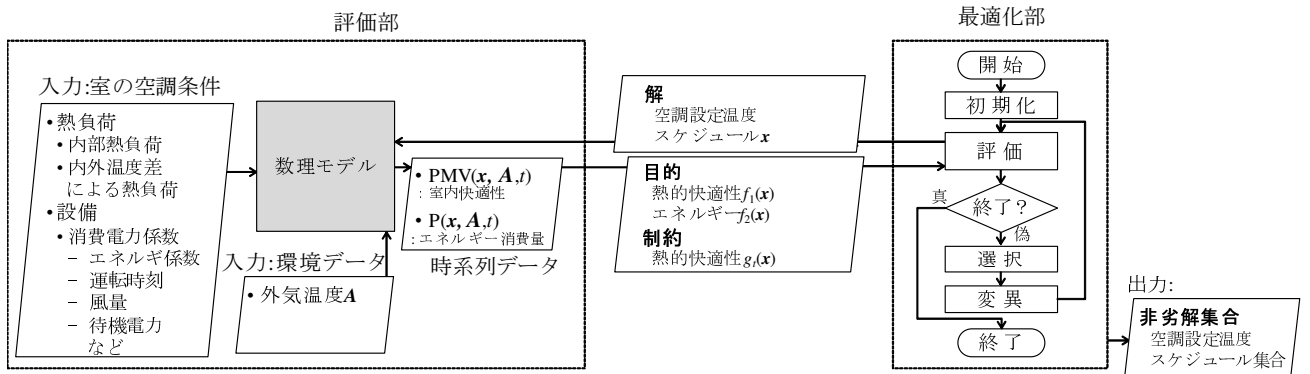 評価部
入力:室の空調条件
• 熱負荷
• 内部熱負荷
• 内外温度差
による熱負荷
• 設備
• 消費電力係数
− エネルギ係数
− 運転時刻
− 風量
− 待機電力
など
数理モデル
入力:環境データ
• 外気温度A
• PMV(x, A,t)
: 室内快適性
• P(x, A,t)
: エネルギー消費量
時系列データ
解
空調設定温度
スケジュールx
目的
熱的快適性f1(x)
エネルギーf2(x)
制約
熱的快適性gt(x)
最適化部
開始
初期化
評価
終了?
真
偽
選択
変異
終了
出力:
非劣解集合
空調設定温度
スケジュール集合